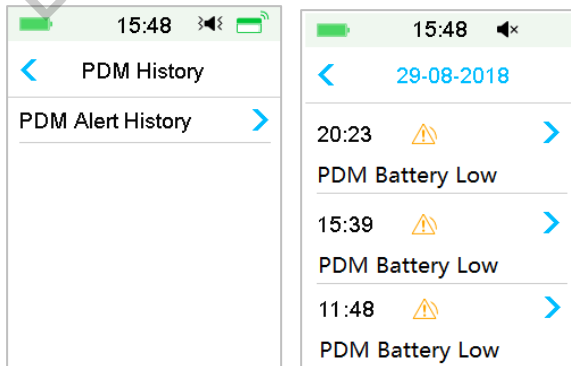 15:48
PDM History
PDM Alert History
15:48
29-08-2018
20:23
PDM Battery Low
15:39
PDM Battery Low
11:48
PDM Battery Low